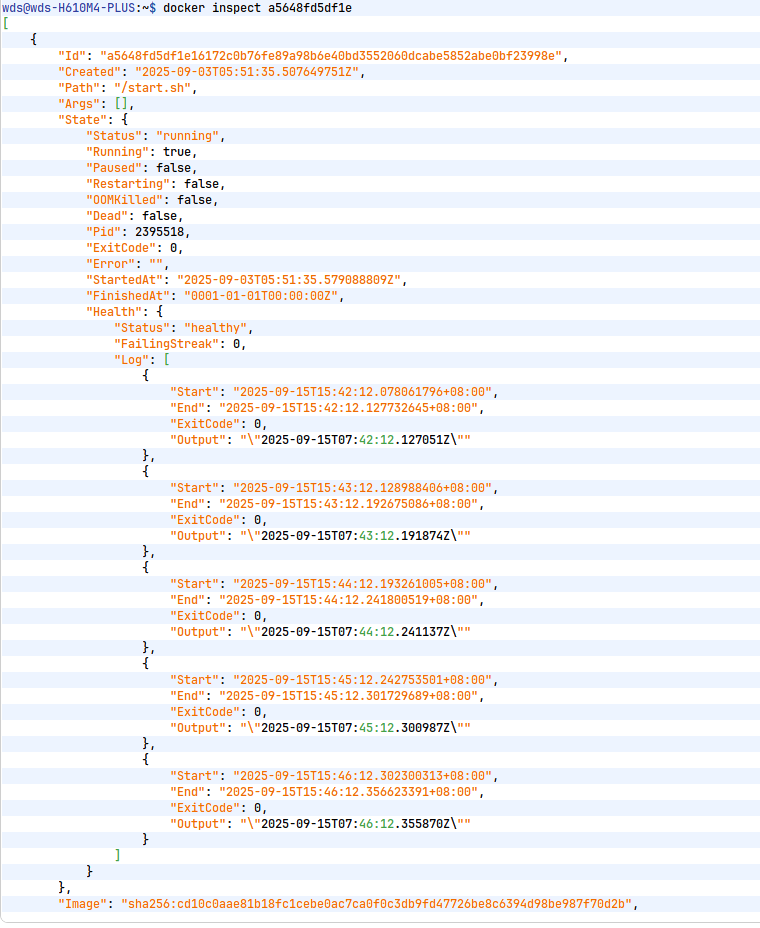 wds@wds-H610M4-PLUS:~$ docker inspect a5648fd5df1e
[
    {
        "Id": "a5648fd5df1e16172c0b76fe89a98b6e40bd3552060dcabe5852abe0bf23998e",
        "Created": "2025-09-03T05:51:35.507649751Z",
        "Path": "/start.sh",
        "Args": [],
        "State": {
            "Status": "running",
            "Running": true,
            "Paused": false,
            "Restarting": false,
            "OOMKilled": false,
            "Dead": false,
            "Pid": 2395518,
            "ExitCode": 0,
            "Error": "",
            "StartedAt": "2025-09-03T05:51:35.579088809Z",
            "FinishedAt": "0001-01-01T00:00:00Z",
            "Health": {
                "Status": "healthy",
                "FailingStreak": 0,
                "Log": [
                    {
                        "Start": "2025-09-15T15:42:12.078061796+08:00",
                        "End": "2025-09-15T15:42:12.127732645+08:00",
                        "ExitCode": 0,
                        "Output": "\"2025-09-15T07:42:12.127051Z\""
                    },
                    {
                        "Start": "2025-09-15T15:43:12.128988406+08:00",
                        "End": "2025-09-15T15:43:12.192675086+08:00",
                        "ExitCode": 0,
                        "Output": "\"2025-09-15T07:43:12.191874Z\""
                    },
                    {
                        "Start": "2025-09-15T15:44:12.193261005+08:00",
                        "End": "2025-09-15T15:44:12.241800519+08:00",
                        "ExitCode": 0,
                        "Output": "\"2025-09-15T07:44:12.241137Z\""
                    },
                    {
                        "Start": "2025-09-15T15:45:12.242753501+08:00",
                        "End": "2025-09-15T15:45:12.301729689+08:00",
                        "ExitCode": 0,
                        "Output": "\"2025-09-15T07:45:12.300987Z\""
                    },
                    {
                        "Start": "2025-09-15T15:46:12.302300313+08:00",
                        "End": "2025-09-15T15:46:12.356623391+08:00",
                        "ExitCode": 0,
                        "Output": "\"2025-09-15T07:46:12.355870Z\""
                    }
                ]
            }
        },
        "Image": "sha256:cd10c0aae81b18fc1cebe0ac7ca0f0c3db9fd47726be8c6394d98be987f70d2b",